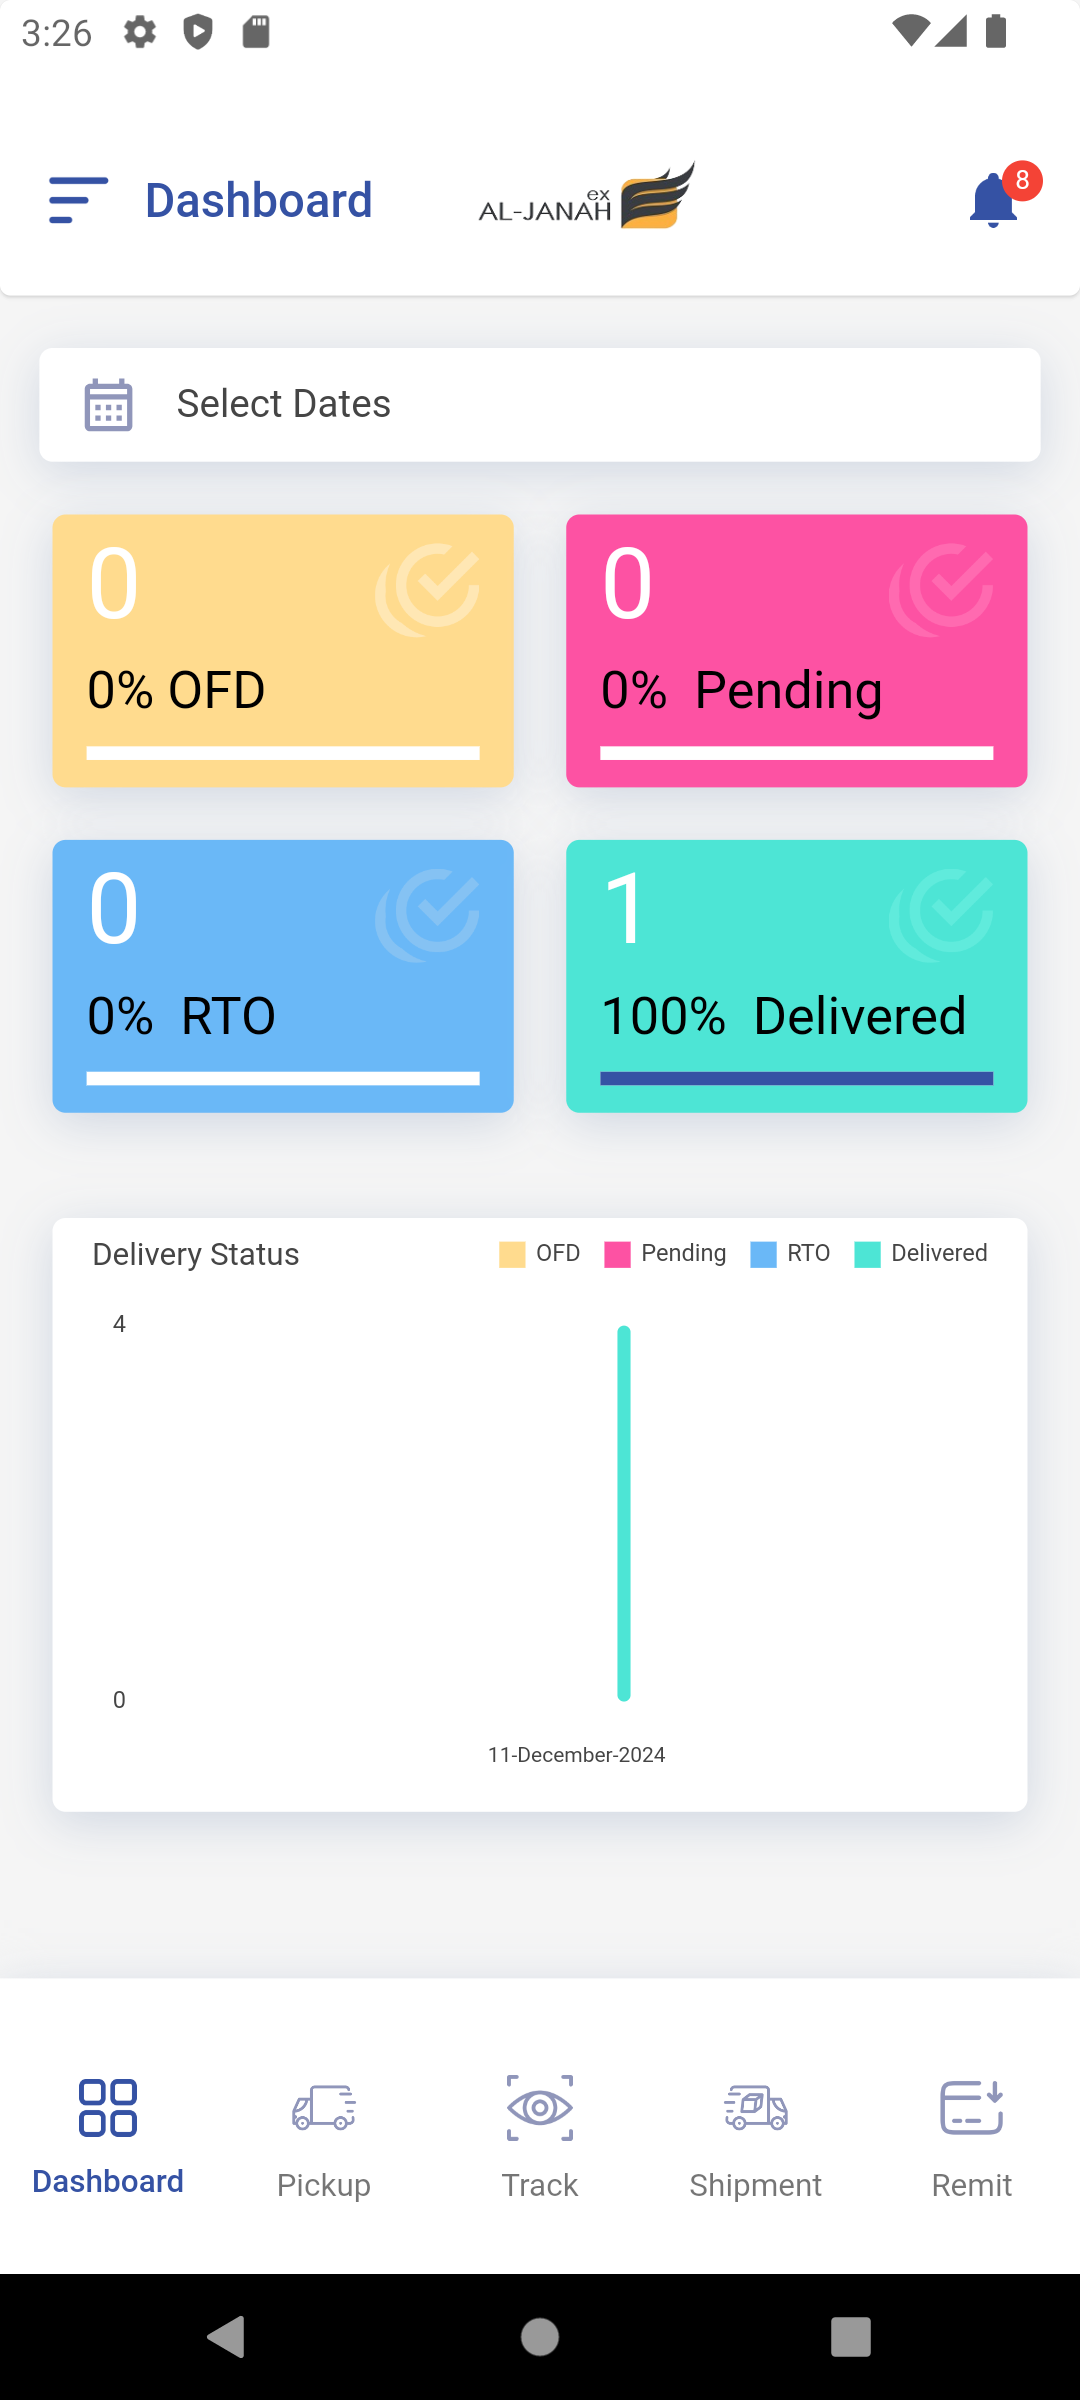 3:26
Dashboard
AL-JANAH ex
8
Select Dates
0
0% OFD
0
0% Pending
0
0% RTO
1
100% Delivered
Delivery Status
OFD Pending RTO Delivered
4
0
11-December-2024
Dashboard Pickup Track Shipment Remit